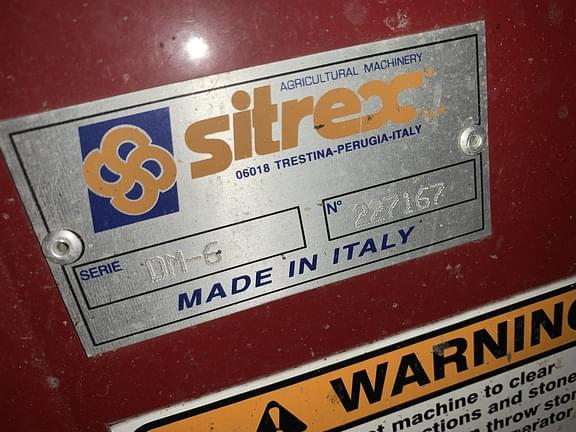 AGRICULTURAL MACHINERY
sitrex
06018 TRESTINA-PERUGIA-ITALY
SERIE DM-6 N° 227167
MADE IN ITALY
WARNING
machine to clear
and stone
throw